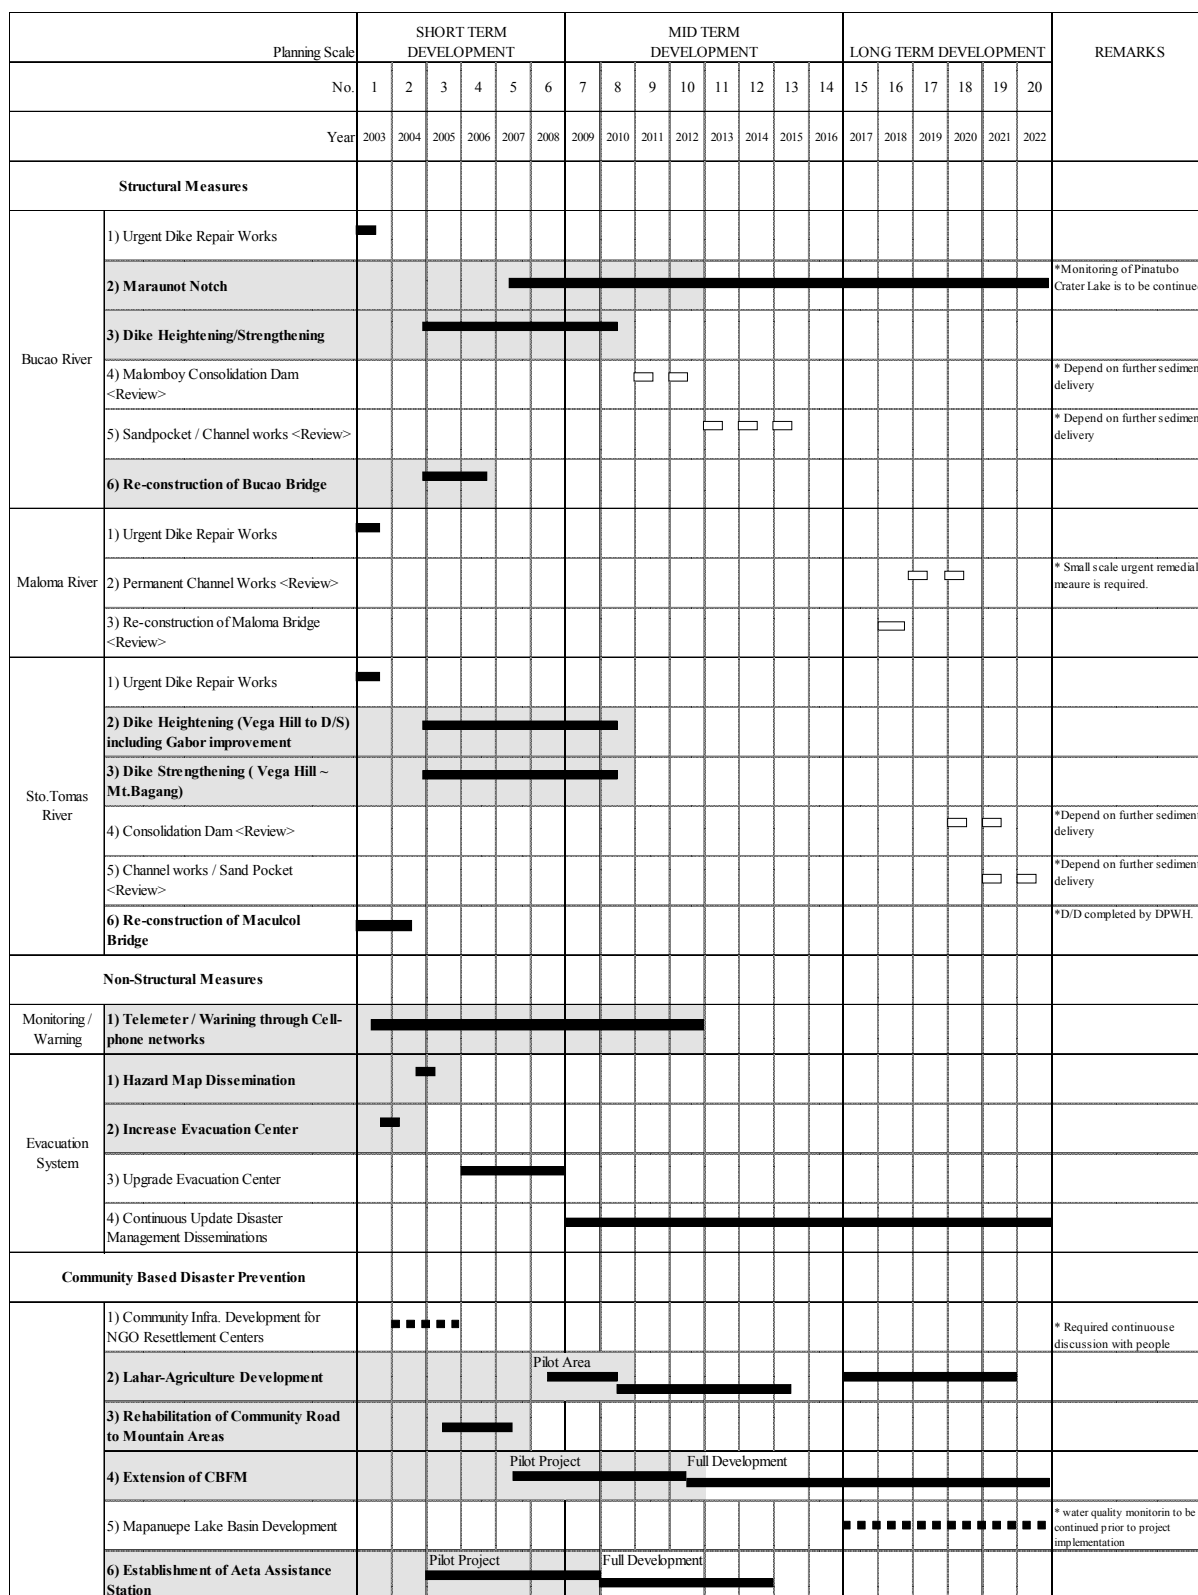 SHORT TERM
DEVELOPMENT
MID TERM
DEVELOPMENT
Planning Scale
LONG TERM DEVELOPMENT
REMARKS
No. 1 2 3 4 5 6 7 8 9 10 11 12 13 14 15 16 17 18 19 20
Year 2003 2004 2005 2006 2007 2008 2009 2010 2011 2012 2013 2014 2015 2016 2017 2018 2019 2020 2021 2022
Structural Measures
Bucao River
1) Urgent Dike Repair Works
2) Maraunot Notch
*Monitoring of Pinatubo
Crater Lake is to be continue
3) Dike Heightening/Strengthening
4) Malomboy Consolidation Dam
<Review>
* Depend on further sedimen
delivery
5) Sandpocket / Channel works <Review>
* Depend on further sedimen
delivery
6) Re-construction of Bucao Bridge
Maloma River
1) Urgent Dike Repair Works
2) Permanent Channel Works <Review>
* Small scale urgent remedial
meaure is required.
3) Re-construction of Maloma Bridge
<Review>
Sto.Tomas
River
1) Urgent Dike Repair Works
2) Dike Heightening (Vega Hill to D/S)
including Gabor improvement
3) Dike Strengthening ( Vega Hill ~
Mt.Bagang)
4) Consolidation Dam <Review>
*Depend on further sediment
delivery
5) Channel works / Sand Pocket
<Review>
*Depend on further sediment
delivery
6) Re-construction of Maculcol
Bridge
*D/D completed by DPWH.
Non-Structural Measures
Monitoring /
Warning
1) Telemeter / Warining through Cell-
phone networks
Evacuation
System
1) Hazard Map Dissemination
2) Increase Evacuation Center
3) Upgrade Evacuation Center
4) Continuous Update Disaster
Management Disseminations
Community Based Disaster Prevention
1) Community Infra. Development for
NGO Resettlement Centers
* Required continuouse
discussion with people
2) Lahar-Agriculture Development
Pilot Area
3) Rehabilitation of Community Road
to Mountain Areas
4) Extension of CBFM
Pilot Project
Full Development
5) Mapanuepe Lake Basin Development
* water quality monitorin to be
continued prior to project
implementation
6) Establishment of Aeta Assistance
Station
Pilot Project
Full Development